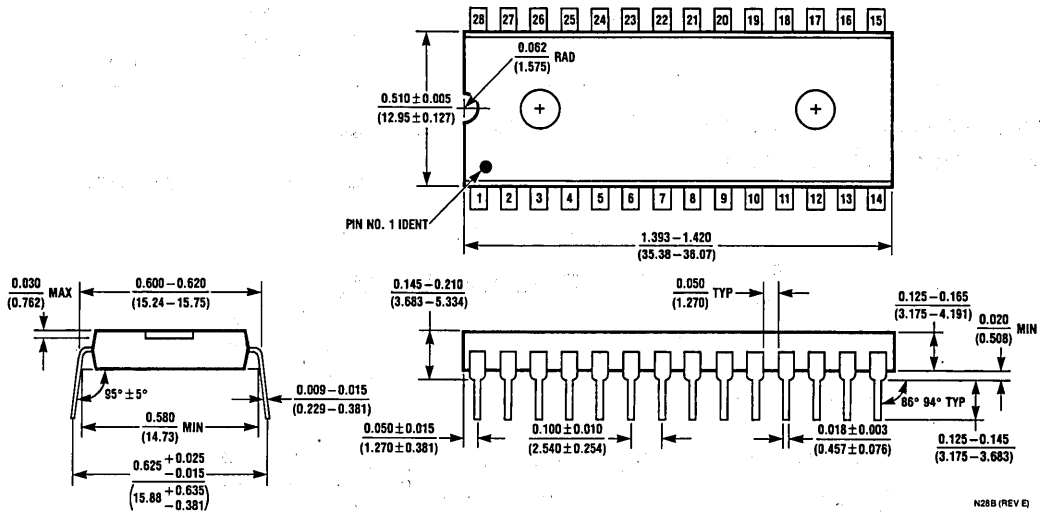 28 27 26 25 24 23 22 21 20 19 18 17 16 15
0.062
(1.575) RAD
0.510 ± 0.005
(12.95 ± 0.127)
PIN NO. 1 IDENT
1 2 3 4 5 6 7 8 9 10 11 12 13 14
1.393 – 1.420
(35.38 – 36.07)
0.030
(0.762) MAX
0.600 – 0.620
(15.24 – 15.75)
95° ± 5°
0.580
(14.73) MIN
0.009 – 0.015
(0.229 – 0.381)
0.625 +0.025
–0.015
(15.88 +0.635
–0.381)
0.145 – 0.210
(3.683 – 5.334)
0.050
(1.270) TYP
0.125 – 0.165
(3.175 – 4.191)
0.020
(0.508) MIN
86° 94° TYP
0.050 ± 0.015
(1.270 ± 0.381)
0.100 ± 0.010
(2.540 ± 0.254)
0.018 ± 0.003
(0.457 ± 0.076)
0.125 – 0.145
(3.175 – 3.683)
N28B (REV E)